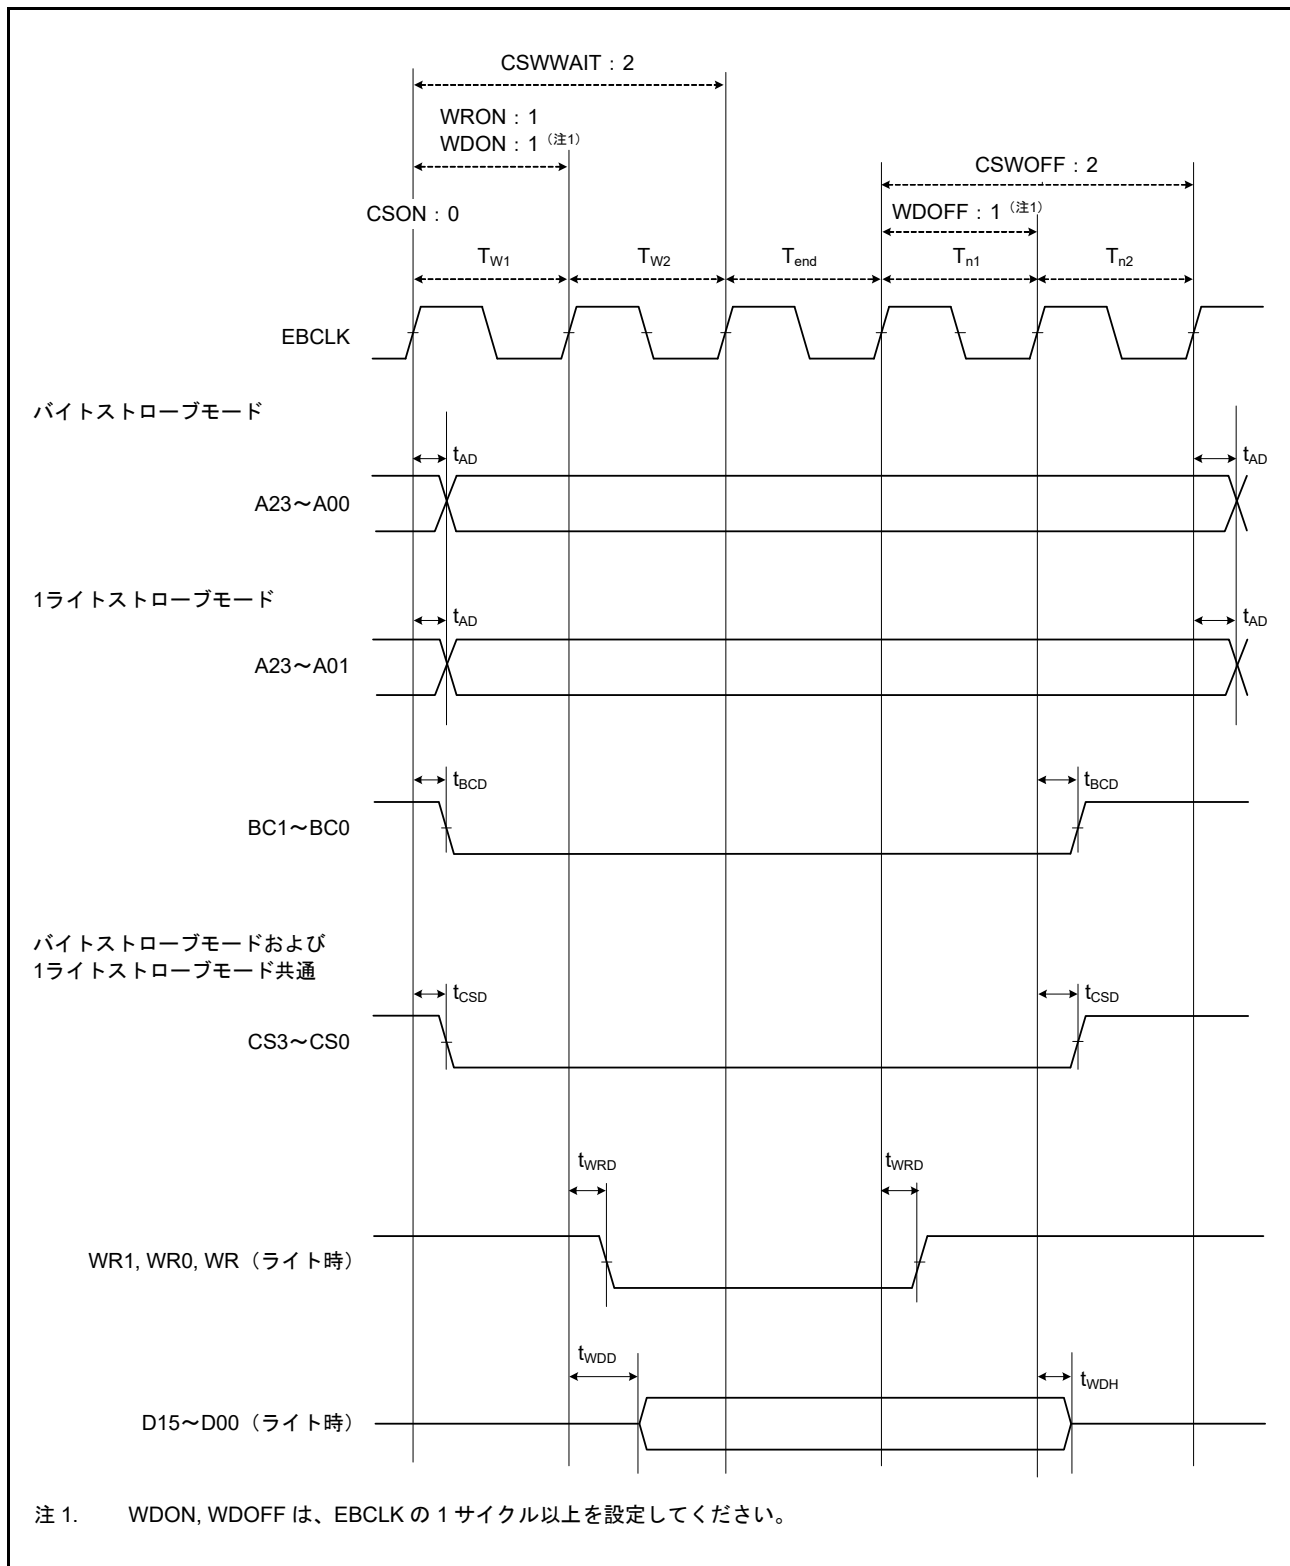 CSWWAIT：2
WRON：1
WDON：1（注1）
CSWOFF：2
CSON：0
WDOFF：1（注1）
TW1 TW2 Tend Tn1 Tn2
EBCLK
バイトストローブモード
tAD tAD
A23～A00
1ライトストローブモード
tAD tAD
A23～A01
tBCD tBCD
BC1～BC0
バイトストローブモードおよび
1ライトストローブモード共通
tCSD tCSD
CS3～CS0
tWRD tWRD
WR1, WR0, WR（ライト時）
tWDD tWDH
D15～D00（ライト時）
注 1. WDON, WDOFF は、EBCLK の 1 サイクル以上を設定してください。